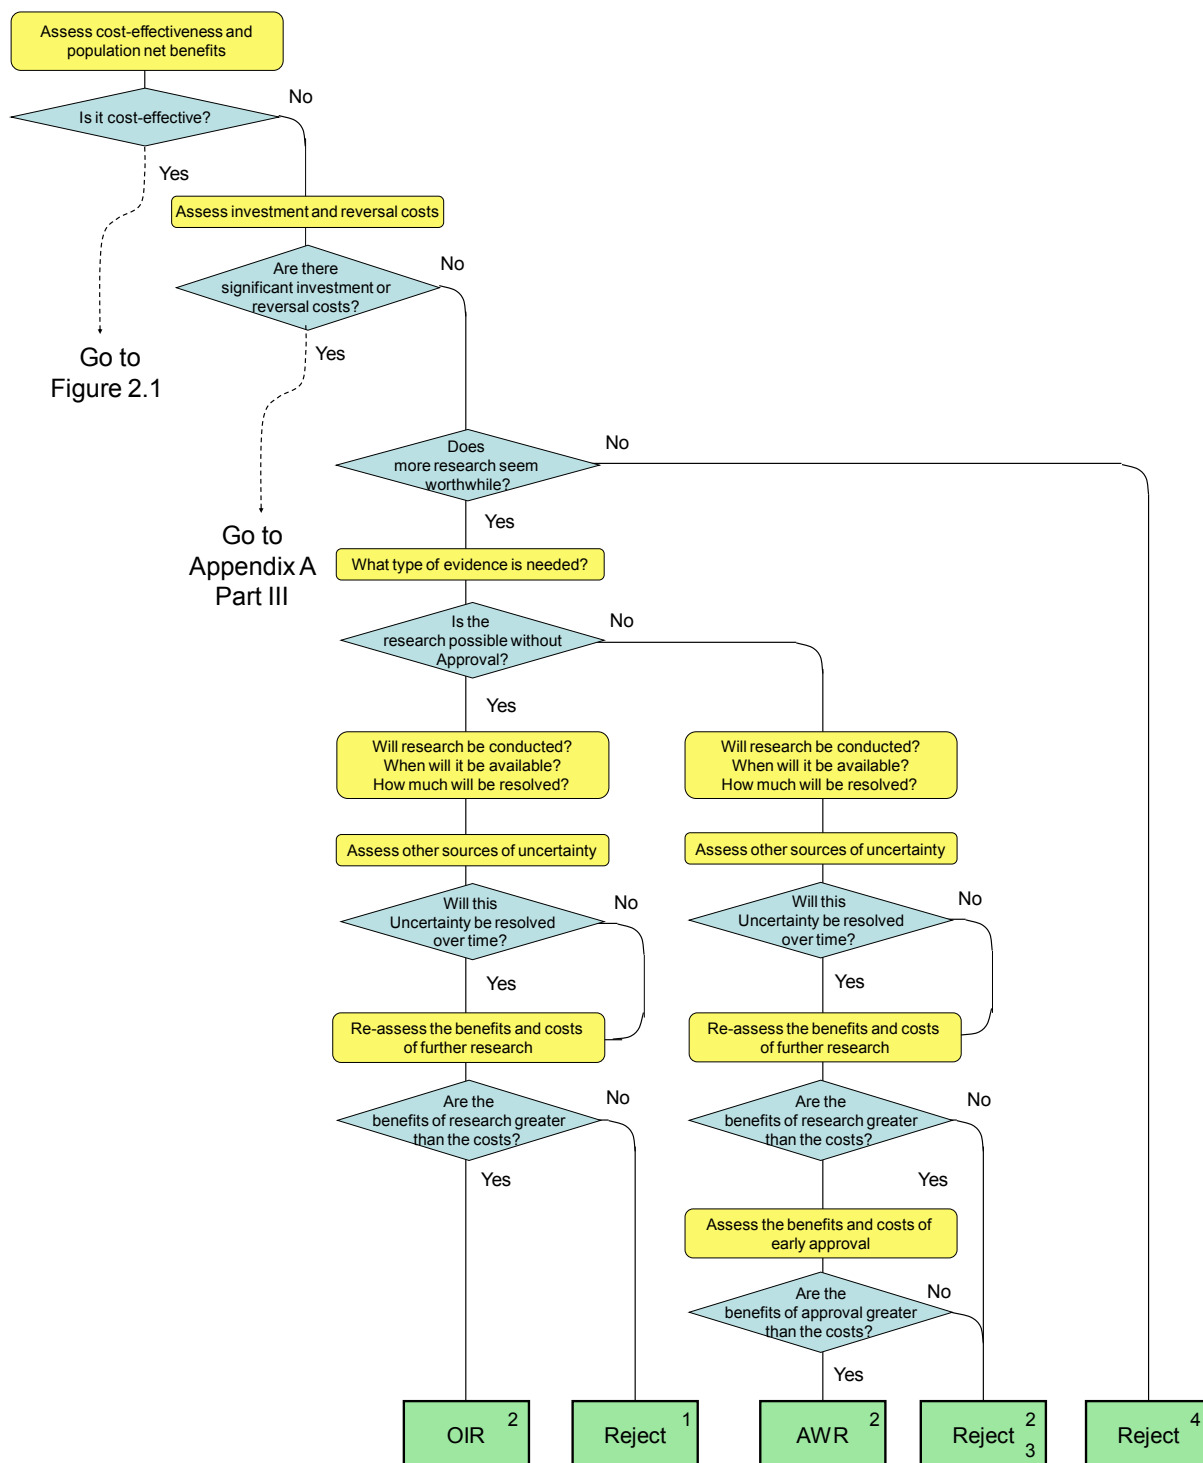 Assess cost-effectiveness and
population net benefits
No
Is it cost-effective?
Yes
Assess investment and reversal costs
No
Are there
significant investment or
reversal costs?
Yes
Go to
Figure 2.1
No
Does
more research seem
worthwhile?
Yes
Go to
Appendix A
Part III
What type of evidence is needed?
No
Is the
research possible without
Approval?
Yes
Will research be conducted?
When will it be available?
How much will be resolved?
Will research be conducted?
When will it be available?
How much will be resolved?
Assess other sources of uncertainty
Assess other sources of uncertainty
No
Will this
Uncertainty be resolved
over time?
Yes
No
Will this
Uncertainty be resolved
over time?
Yes
Re-assess the benefits and costs
of further research
Re-assess the benefits and costs
of further research
No
Are the
benefits of research greater
than the costs?
Yes
No
Are the
benefits of research greater
than the costs?
Yes
Assess the benefits and costs of
early approval
No
Are the
benefits of approval greater
than the costs?
Yes
OIR 2
Reject 1
AWR 2
Reject 2
3
Reject 4